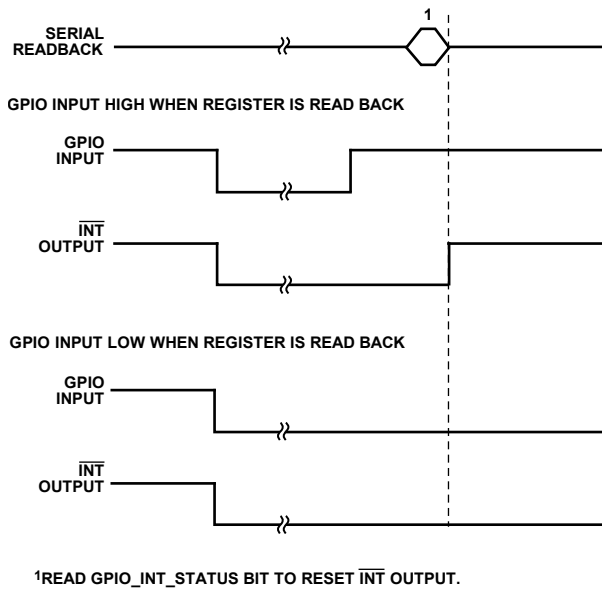 1
SERIAL
READBACK
GPIO INPUT HIGH WHEN REGISTER IS READ BACK
GPIO
INPUT
INT
OUTPUT
GPIO INPUT LOW WHEN REGISTER IS READ BACK
GPIO
INPUT
INT
OUTPUT
1READ GPIO_INT_STATUS BIT TO RESET INT OUTPUT.